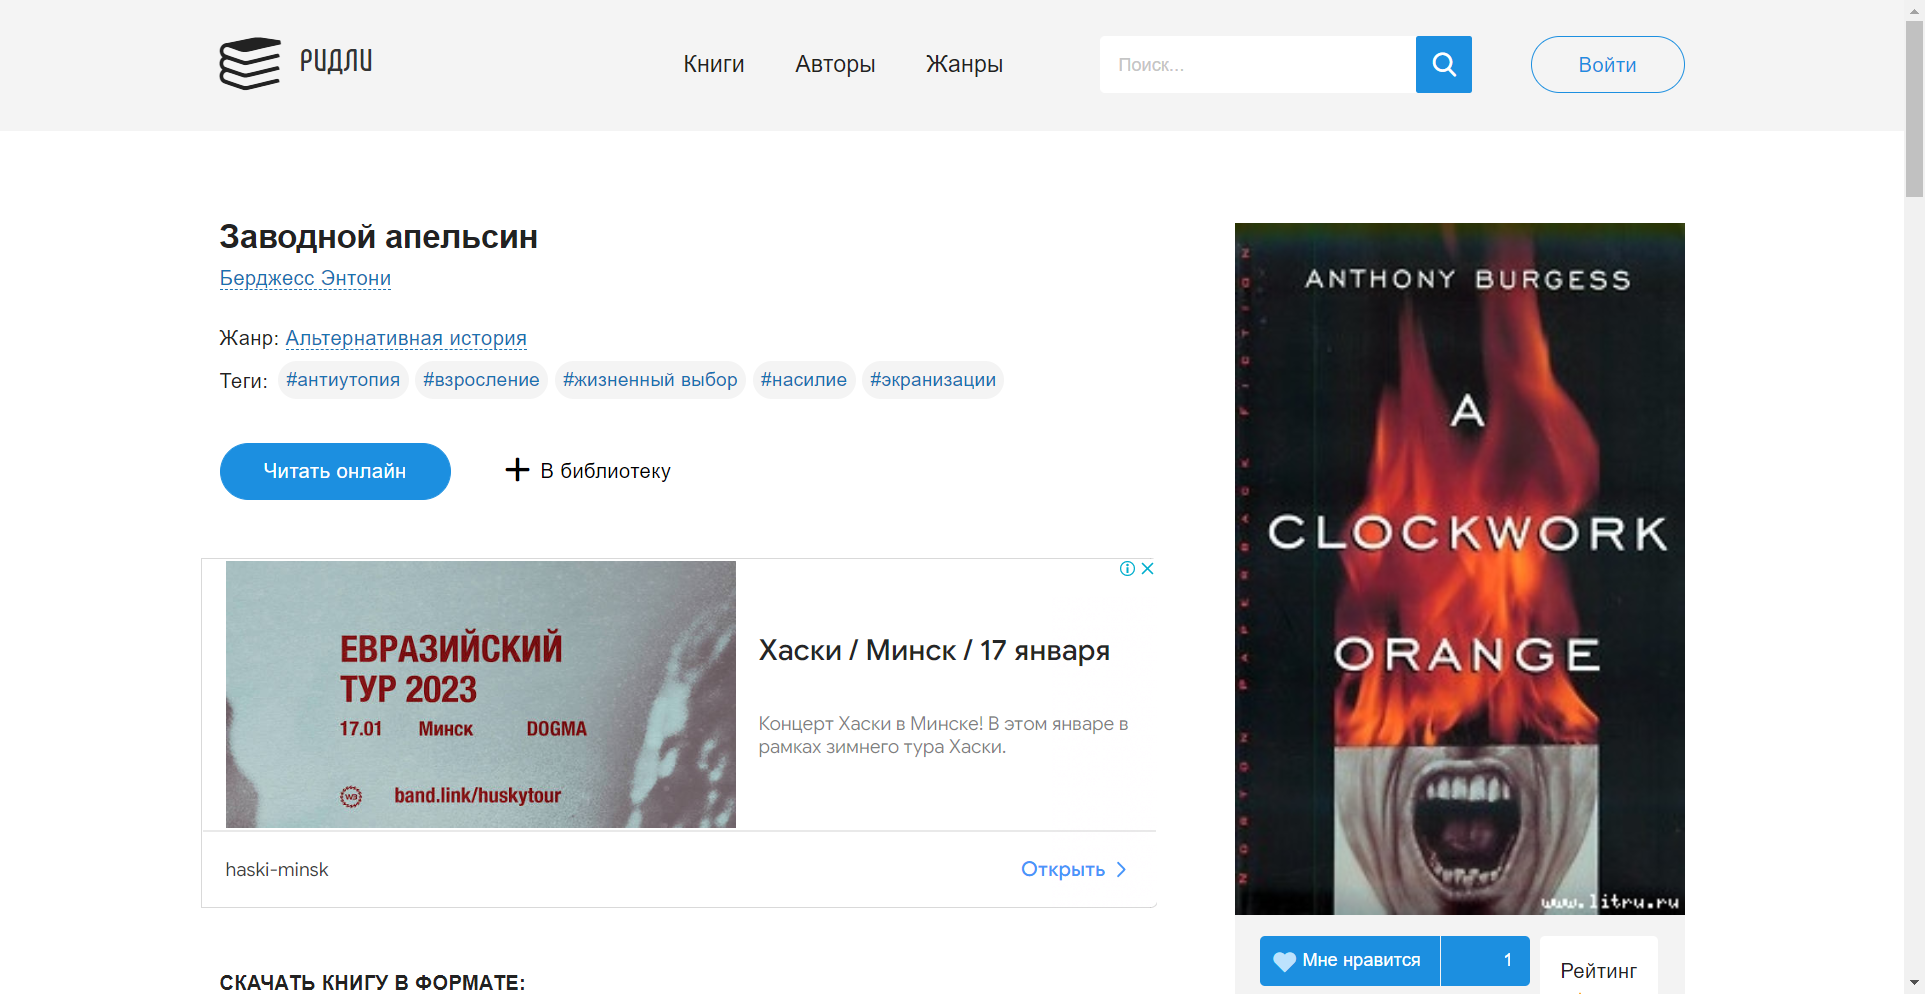 РИДЛИ
Книги
Авторы
Жанры
Поиск...
Войти
Заводной апельсин
Берджесс Энтони
Жанр: Альтернативная история
Теги: #антиутопия #взросление #жизненный выбор #насилие #экранизации
Читать онлайн
В библиотеку
ЕВРАЗИЙСКИЙ
ТУР 2023
17.01 Минск DOGMA
band.link/huskytour
Хаски / Минск / 17 января
Концерт Хаски в Минске! В этом январе в
рамках зимнего тура Хаски.
haski-minsk
Открыть
СКАЧАТЬ КНИГУ В ФОРМАТЕ:
ANTHONY BURGESS
A
CLOCKWORK
ORANGE
NORTON PAPERBACK FICTION
www.litru.ru
Мне нравится 1
Рейтинг